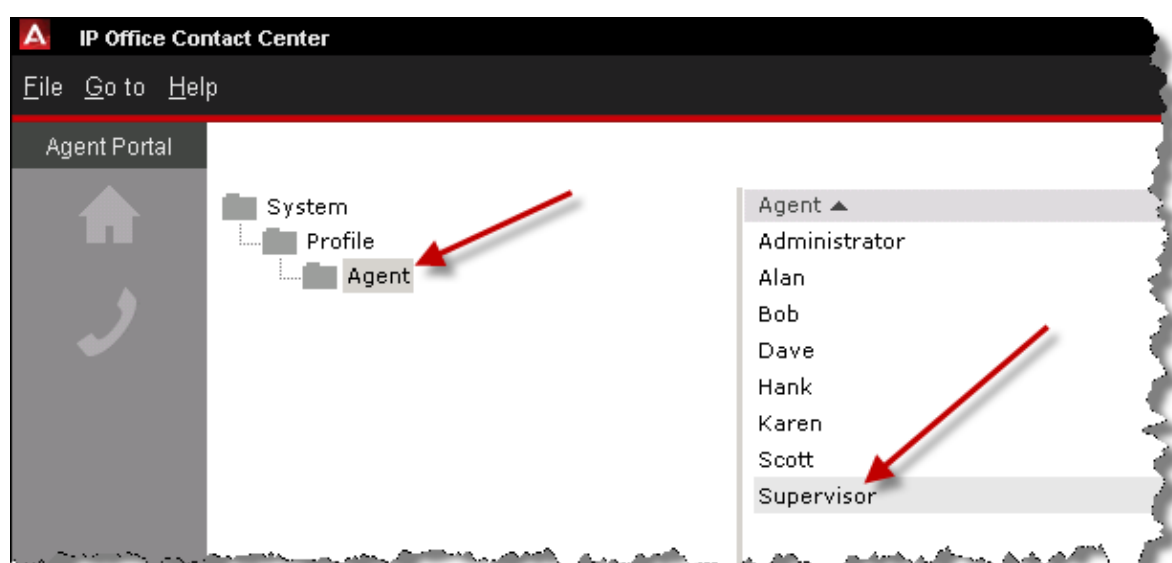 IP Office Contact Center
File Go to Help
Agent Portal
System
Profile
Agent
Agent ▲
Administrator
Alan
Bob
Dave
Hank
Karen
Scott
Supervisor